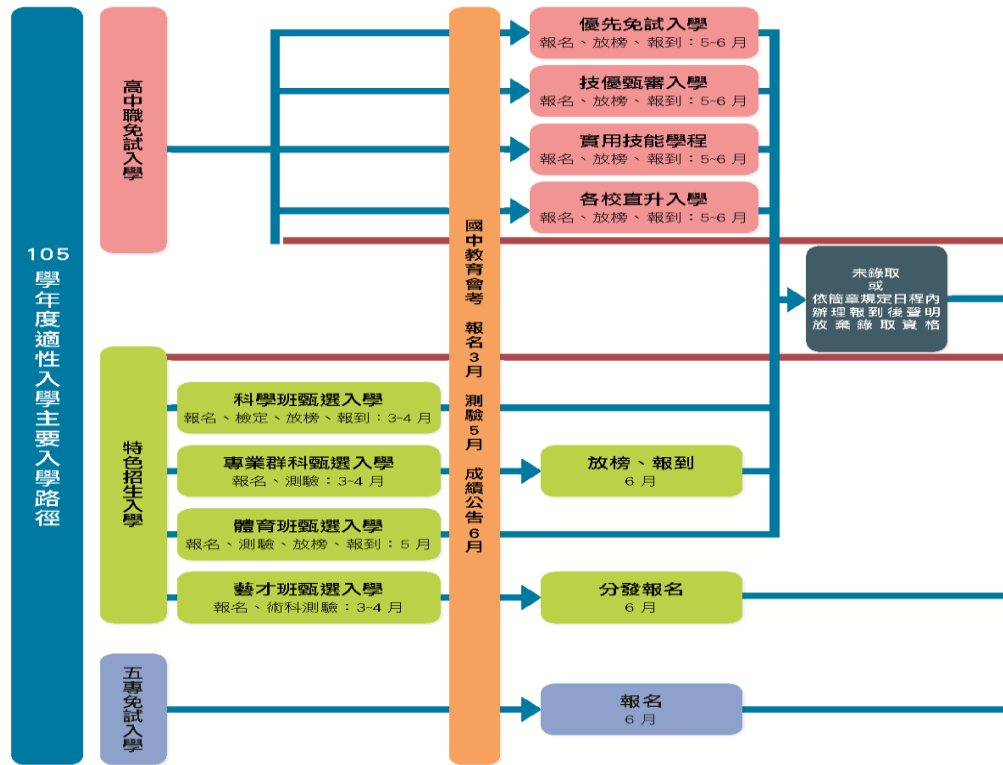 105
學年度適性入學主要入學路徑
高中職免試入學
優先免試入學
報名、放榜、報到：5~6 月
技優甄審入學
報名、放榜、報到：5~6 月
實用技能學程
報名、放榜、報到：5~6 月
各校直升入學
報名、放榜、報到：5~6 月
國中教育會考 報名3月 測驗5月 成績公告6月
未錄取
或
依簡章規定日程內
辦理報到後聲明
放棄錄取資格
特色招生入學
科學班甄選入學
報名、檢定、放榜、報到：3~4 月
專業群科甄選入學
報名、測驗：3~4 月
放榜、報到
6 月
體育班甄選入學
報名、測驗、放榜、報到：5 月
藝才班甄選入學
報名、術科測驗：3~4 月
分發報名
6 月
五專免試入學
報名
6 月